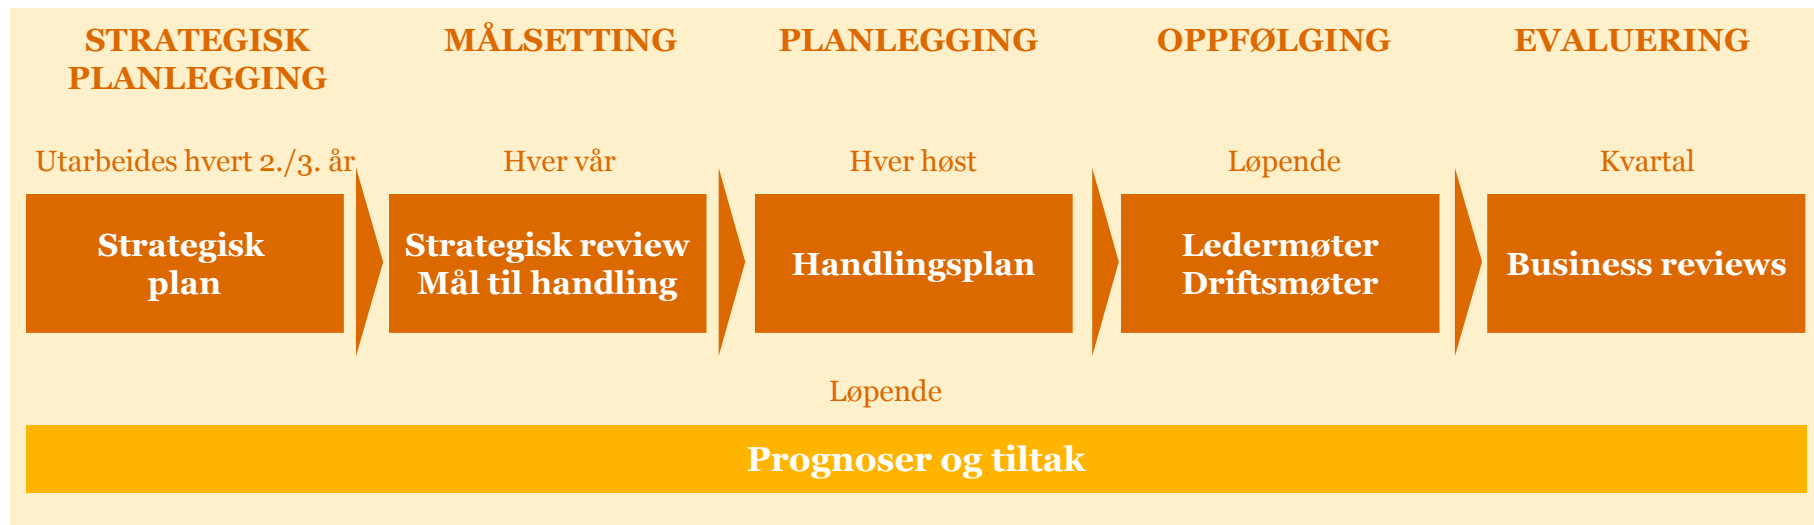 STRATEGISK
PLANLEGGING
MÅLSETTING
PLANLEGGING
OPPFØLGING
EVALUERING
Utarbeides hvert 2./3. år
Hver vår
Hver høst
Løpende
Kvartal
Strategisk
plan
Strategisk review
Mål til handling
Handlingsplan
Ledermøter
Driftsmøter
Business reviews
Løpende
Prognoser og tiltak